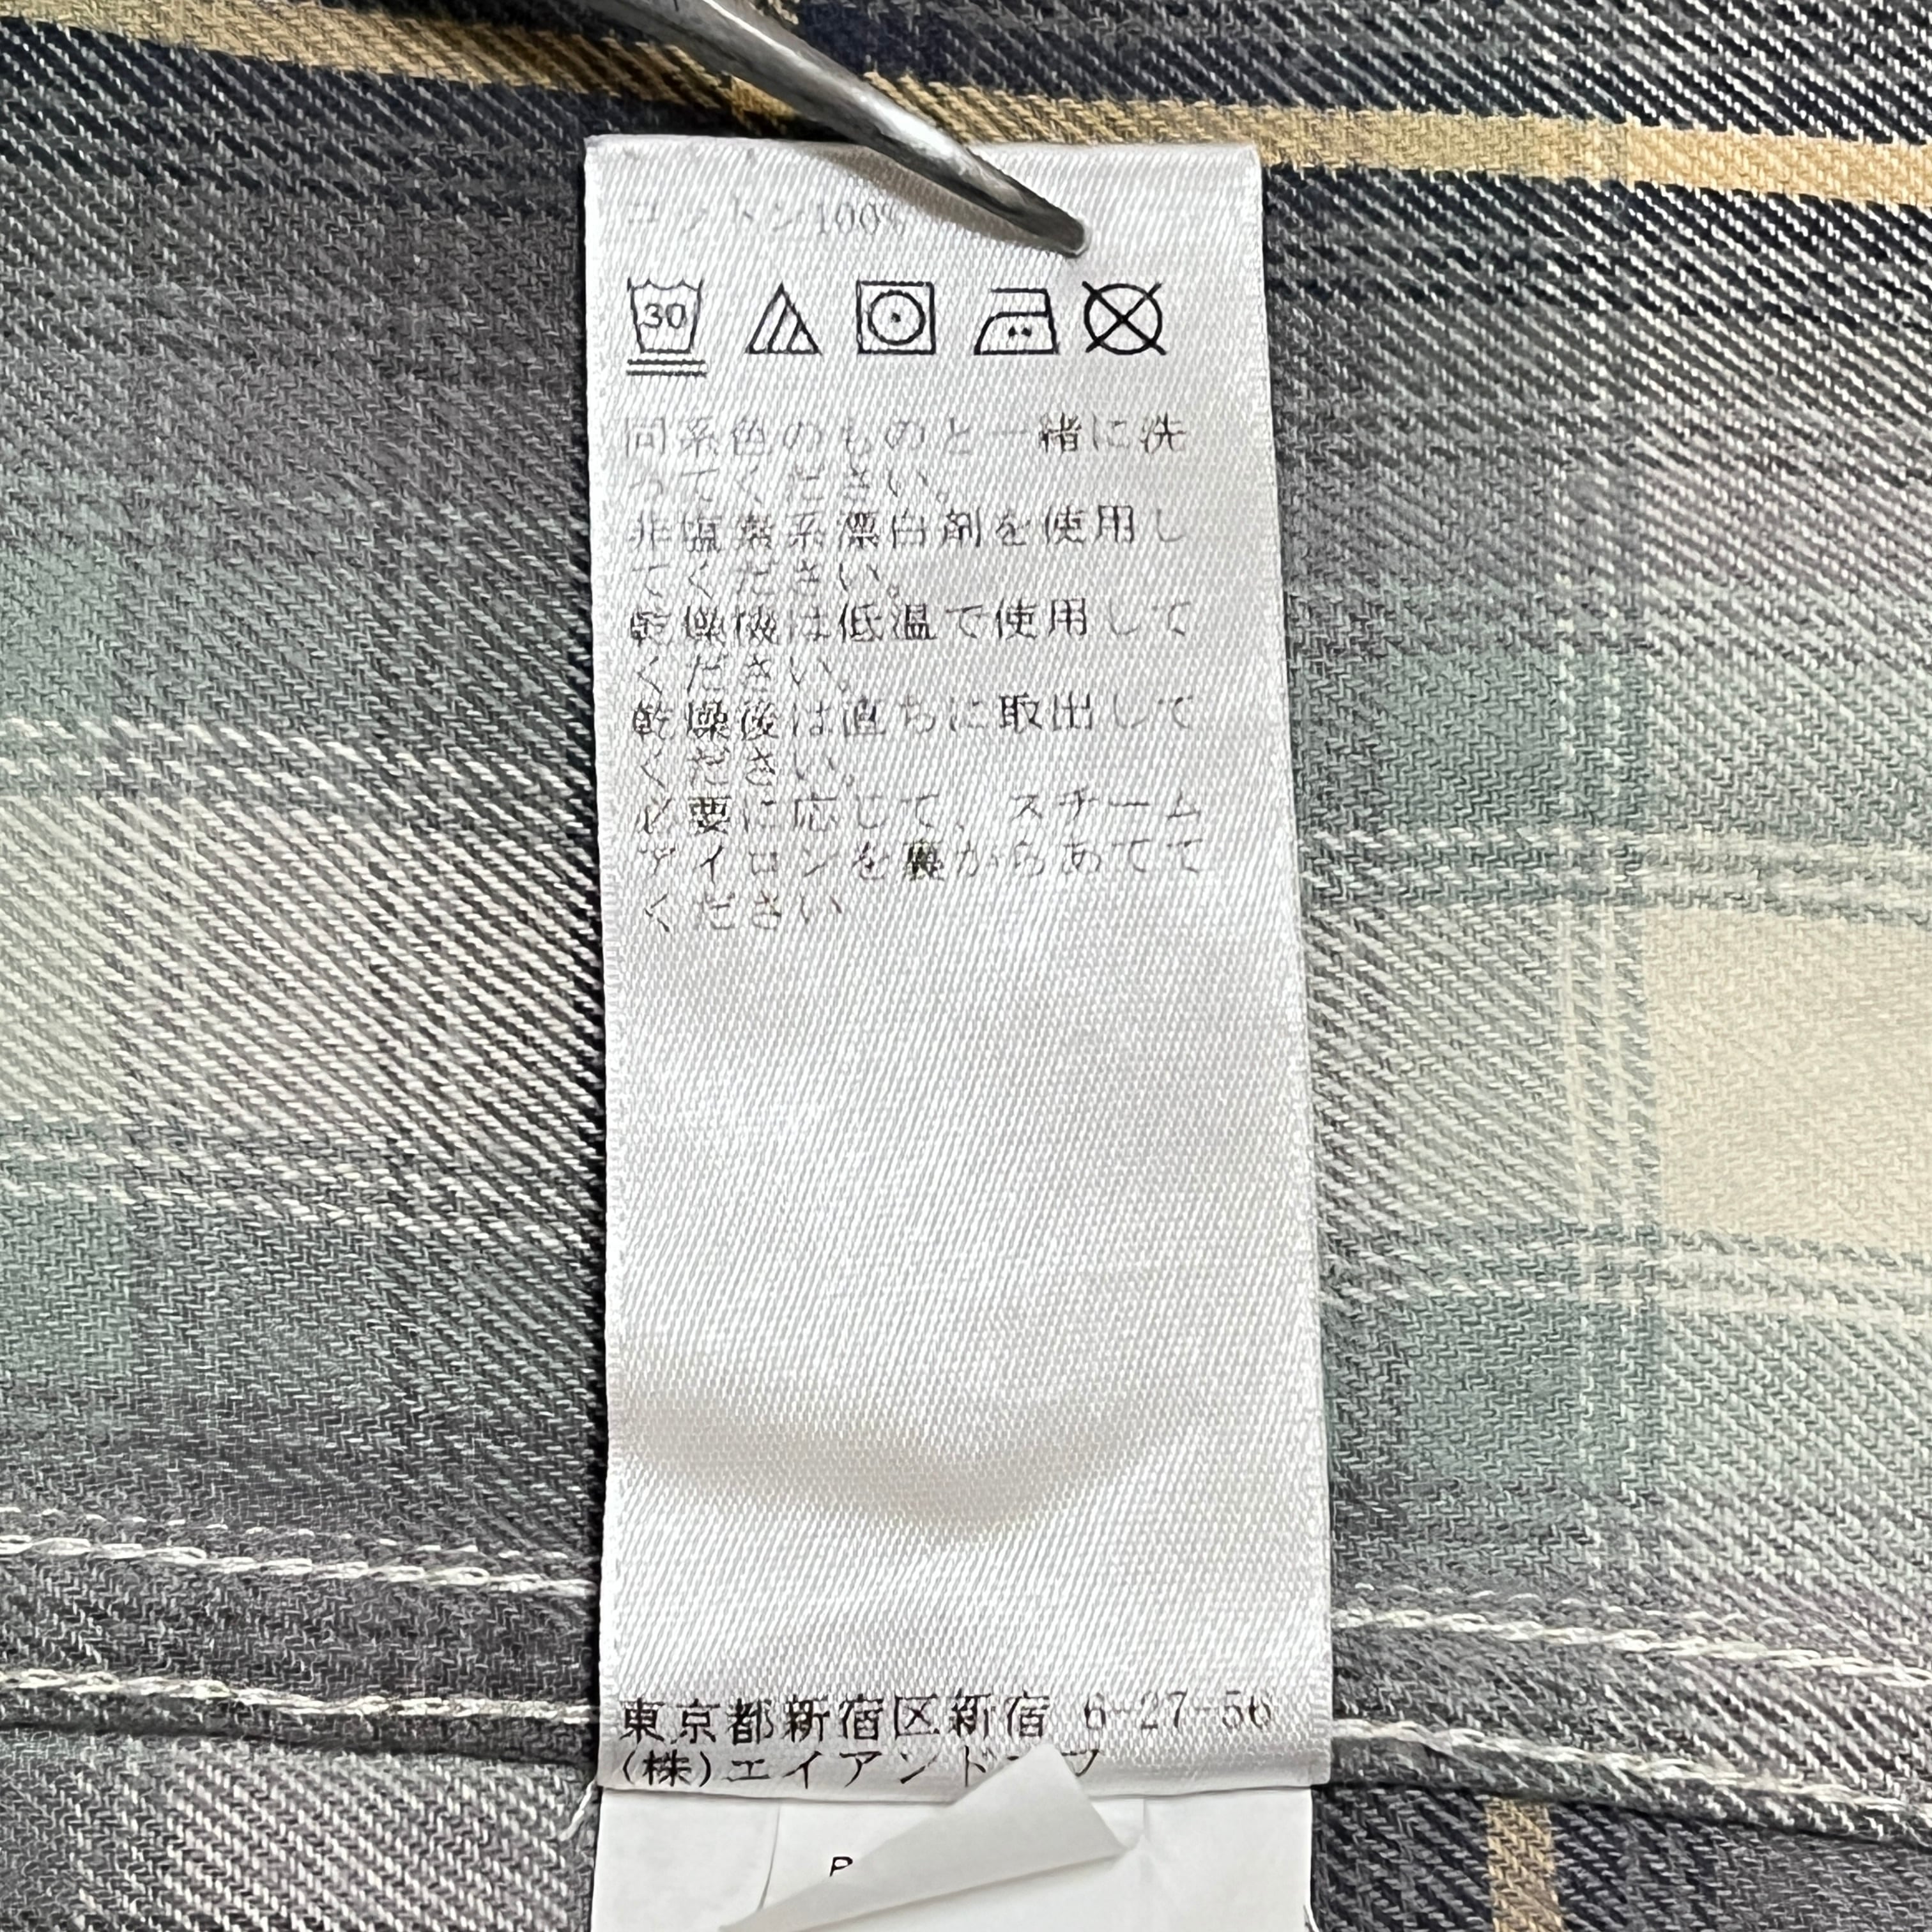 コットン100%
30
同系色のものと一緒に洗
ってください。
非塩素系漂白剤を使用し
てください。
乾燥機は低温で使用して
ください。
乾燥後は直ちに取出して
ください。
必要に応じて、スチーム
アイロンを裏からあてて
ください
東京都新宿区新宿 6-27-56
(株)エイアンドエフ
P